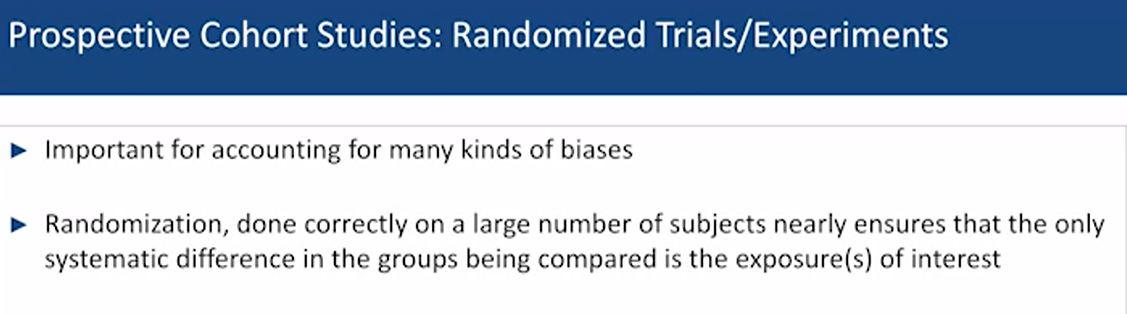 Prospective Cohort Studies: Randomized Trials/Experiments
► Important for accounting for many kinds of biases
► Randomization, done correctly on a large number of subjects nearly ensures that the only
systematic difference in the groups being compared is the exposure(s) of interest